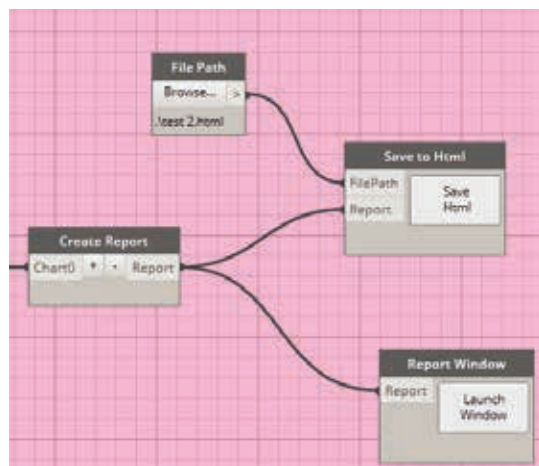 File Path
Browse... >
.\test 2.html
Save to Html
FilePath
Save
Html
Report
Create Report
Chart0 + - Report
Report Window
Report
Launch
Window